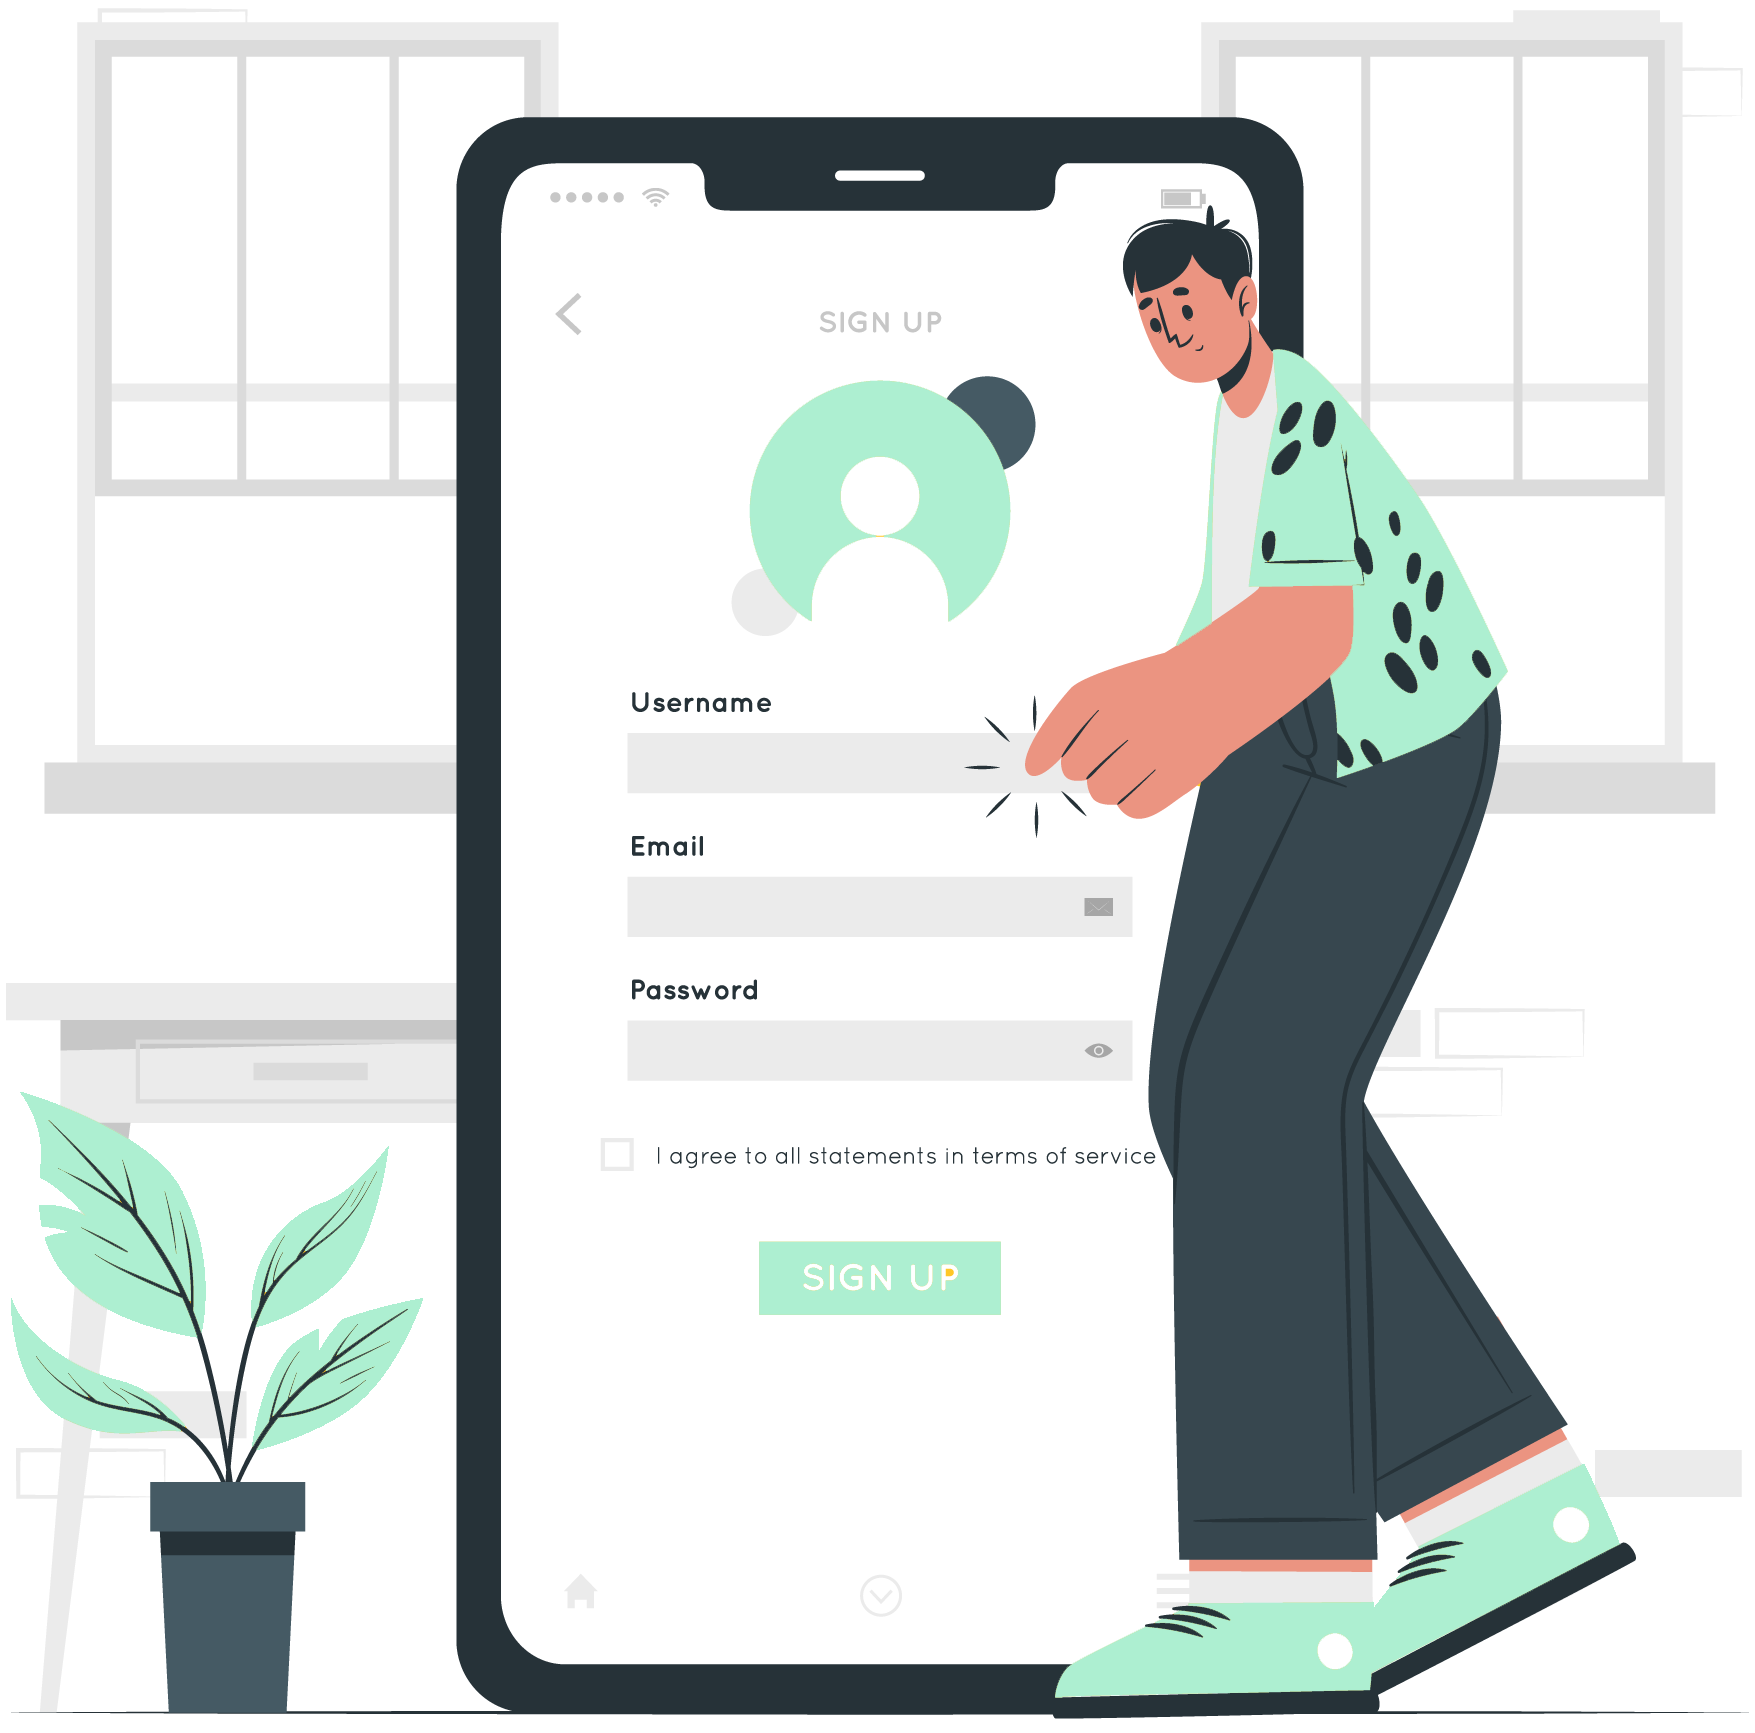 SIGN UP
Username
Email
Password
I agree to all statements in terms of service
SIGN UP